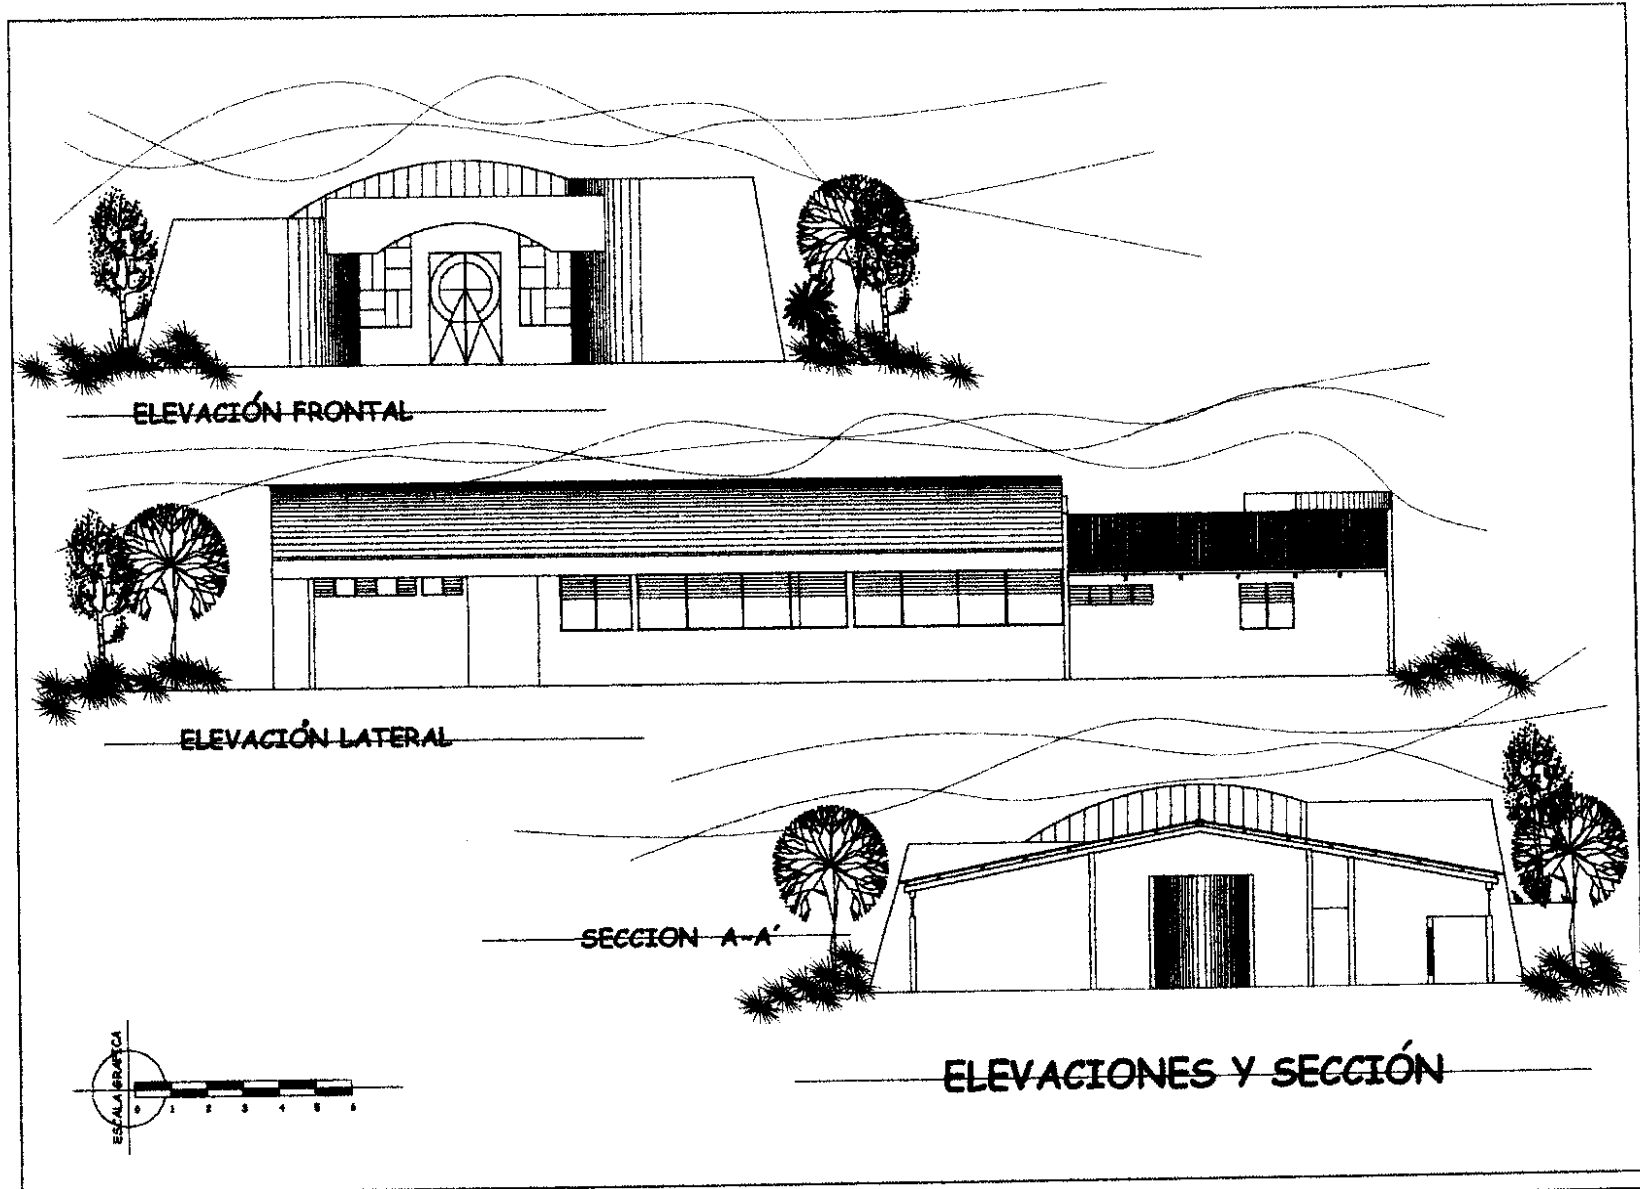 ELEVACIÓN FRONTAL
ELEVACIÓN LATERAL
SECCION A-A'
ELEVACIONES Y SECCIÓN
ESCALA GRAFICA
0 1 2 3 4 5 6